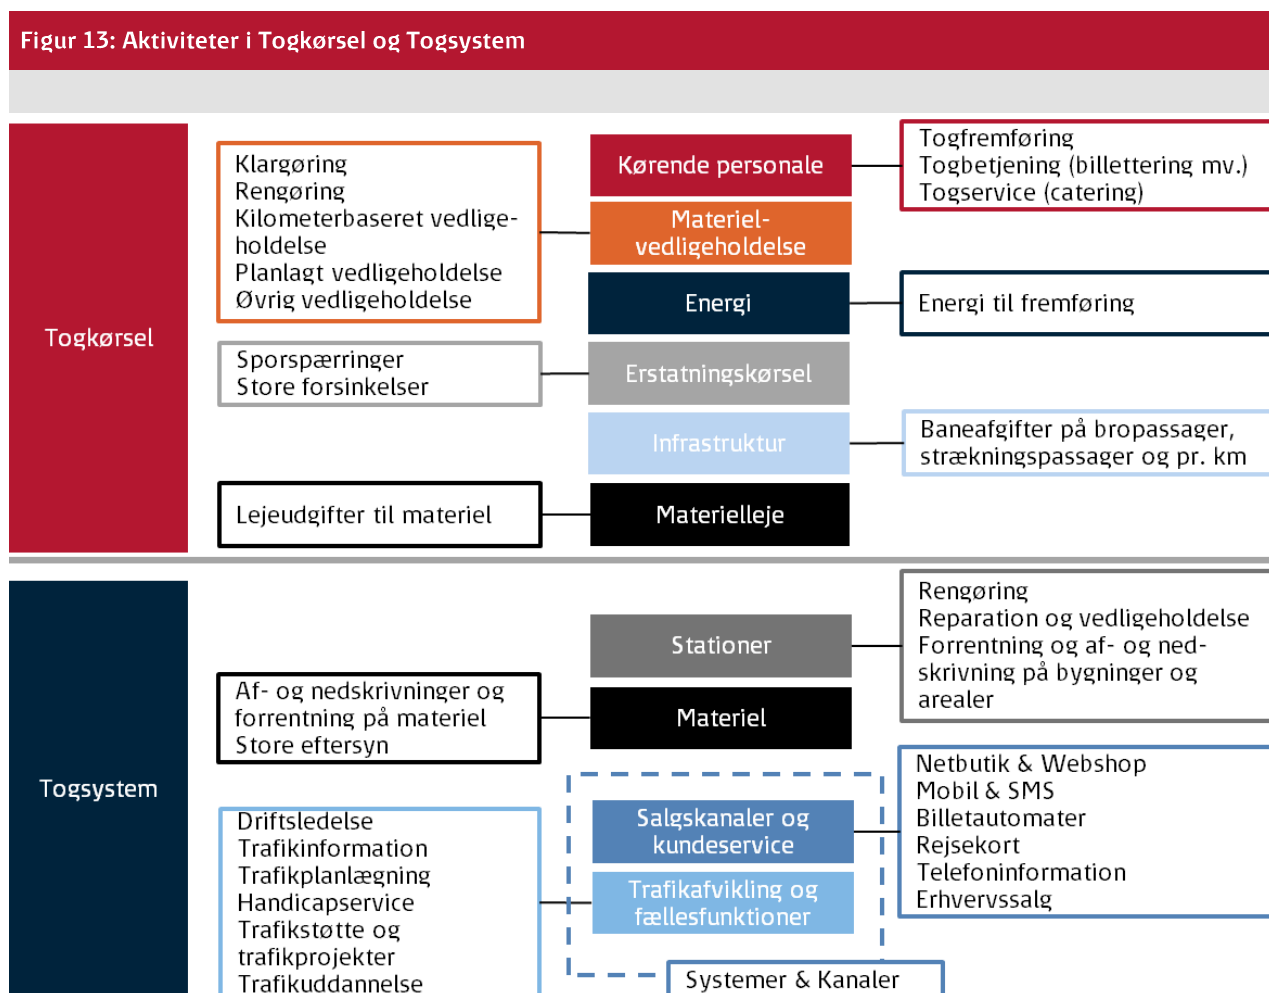 Figur 13: Aktiviteter i Togkørsel og Togsystem
Togkørsel
Klargøring
Rengøring
Kilometerbaseret vedlige-
holdelse
Planlagt vedligeholdelse
Øvrig vedligeholdelse
Sporspærringer
Store forsinkelser
Lejeudgifter til materiel
Kørende personale
Materiel-
vedligeholdelse
Energi
Erstatningskørsel
Infrastruktur
Materielleje
Togfremføring
Togbetjening (billettering mv.)
Togservice (catering)
Energi til fremføring
Baneafgifter på bropassager,
strækningspassager og pr. km
Togsystem
Af- og nedskrivninger og
forrentning på materiel
Store eftersyn
Driftsledelse
Trafikinformation
Trafikplanlægning
Handicapservice
Trafikstøtte og
trafikprojekter
Trafikuddannelse
Stationer
Materiel
Salgskanaler og
kundeservice
Trafikafvikling og
fællesfunktioner
Systemer & Kanaler
Rengøring
Reparation og vedligeholdelse
Forrentning og af- og ned-
skrivning på bygninger og
arealer
Netbutik & Webshop
Mobil & SMS
Billetautomater
Rejsekort
Telefoninformation
Erhvervssalg